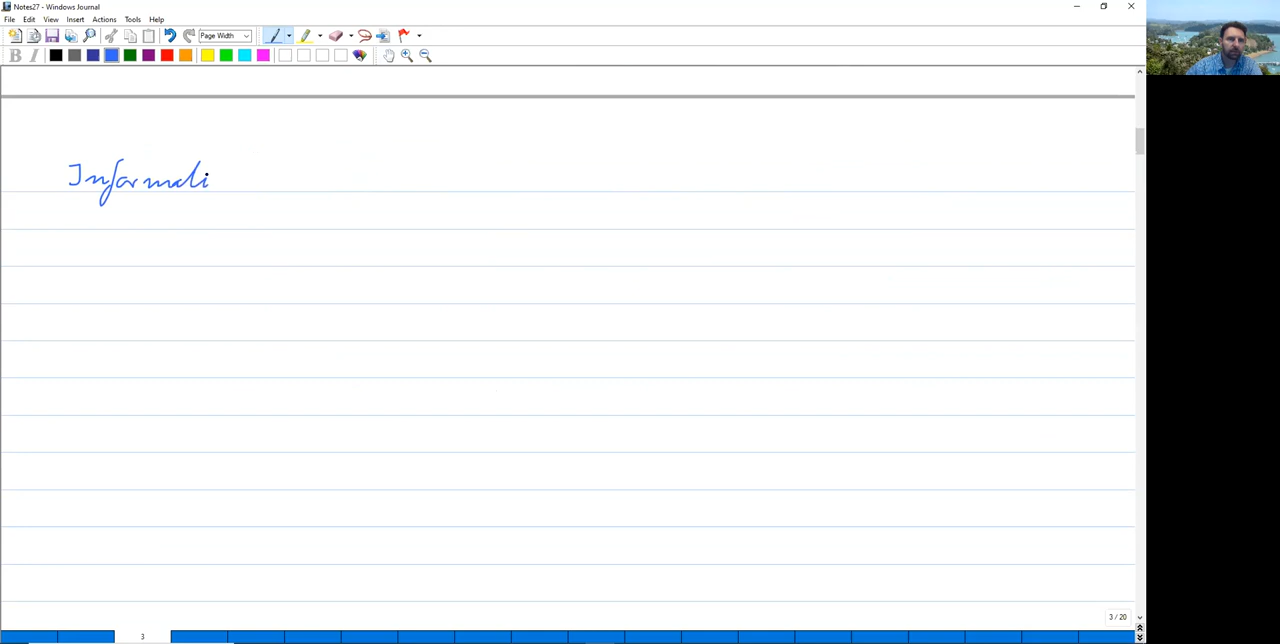 Notes27 - Windows Journal
File Edit View Insert Actions Tools Help
Page Width
B I
Informati
3 / 20
3